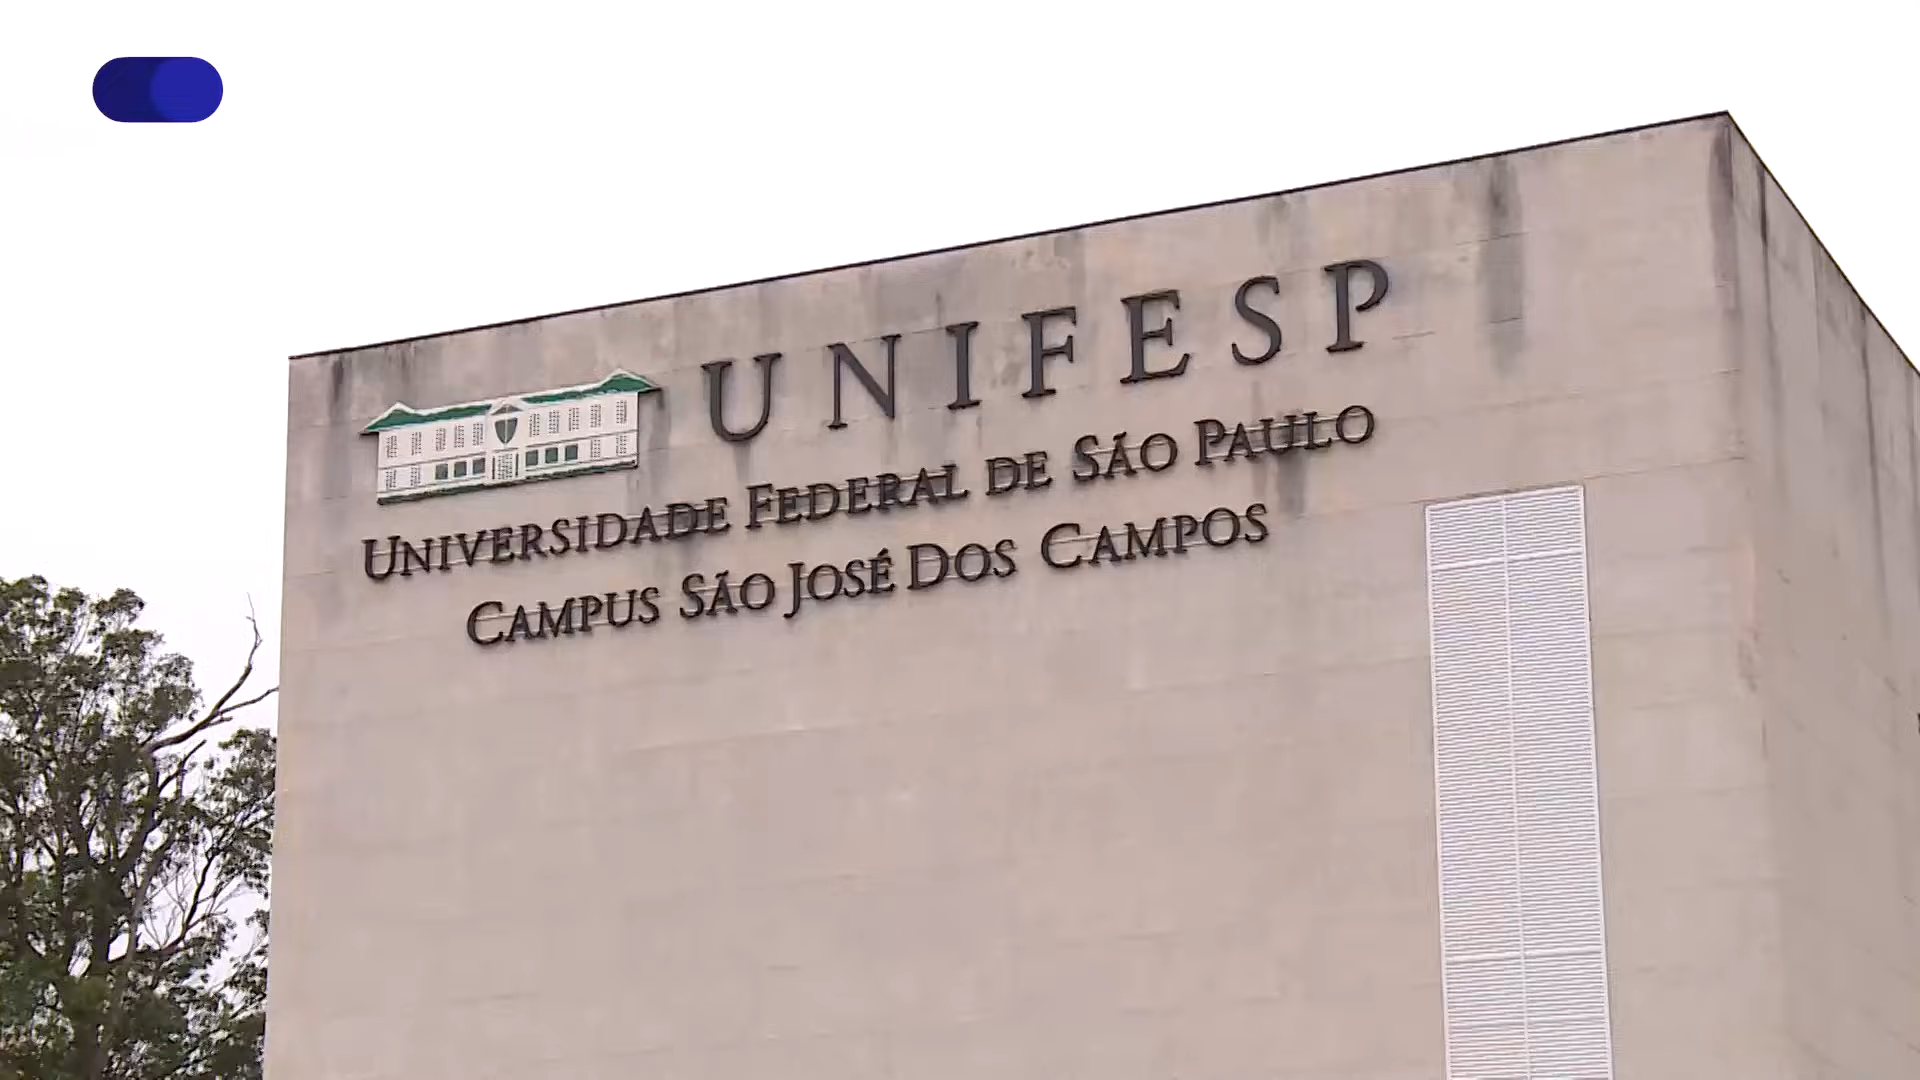 UNIFESP
UNIVERSIDADE FEDERAL DE SÃO PAULO
CAMPUS SÃO JOSÉ DOS CAMPOS